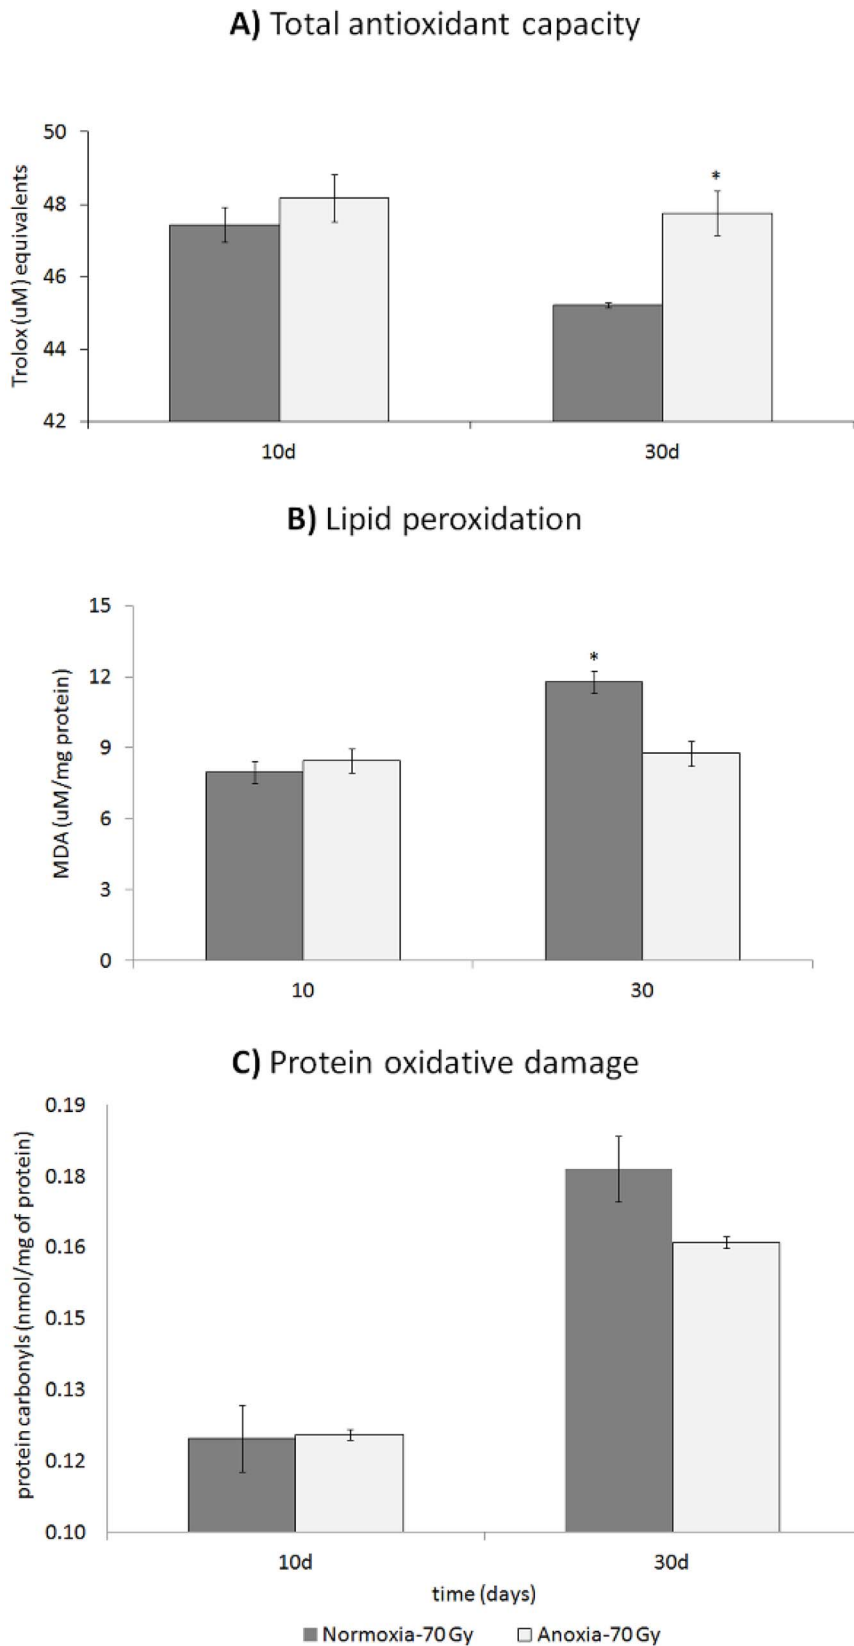 A) Total antioxidant capacity
Trolox (uM) equivalents
50
48
46
44
42
*
10d
30d
B) Lipid peroxidation
MDA (uM/mg protein)
15
12
9
6
3
0
*
10
30
C) Protein oxidative damage
protein carbonyls (nmol/mg of protein)
0.19
0.18
0.16
0.15
0.13
0.12
0.10
10d
30d
time (days)
Normoxia-70 Gy
Anoxia-70 Gy